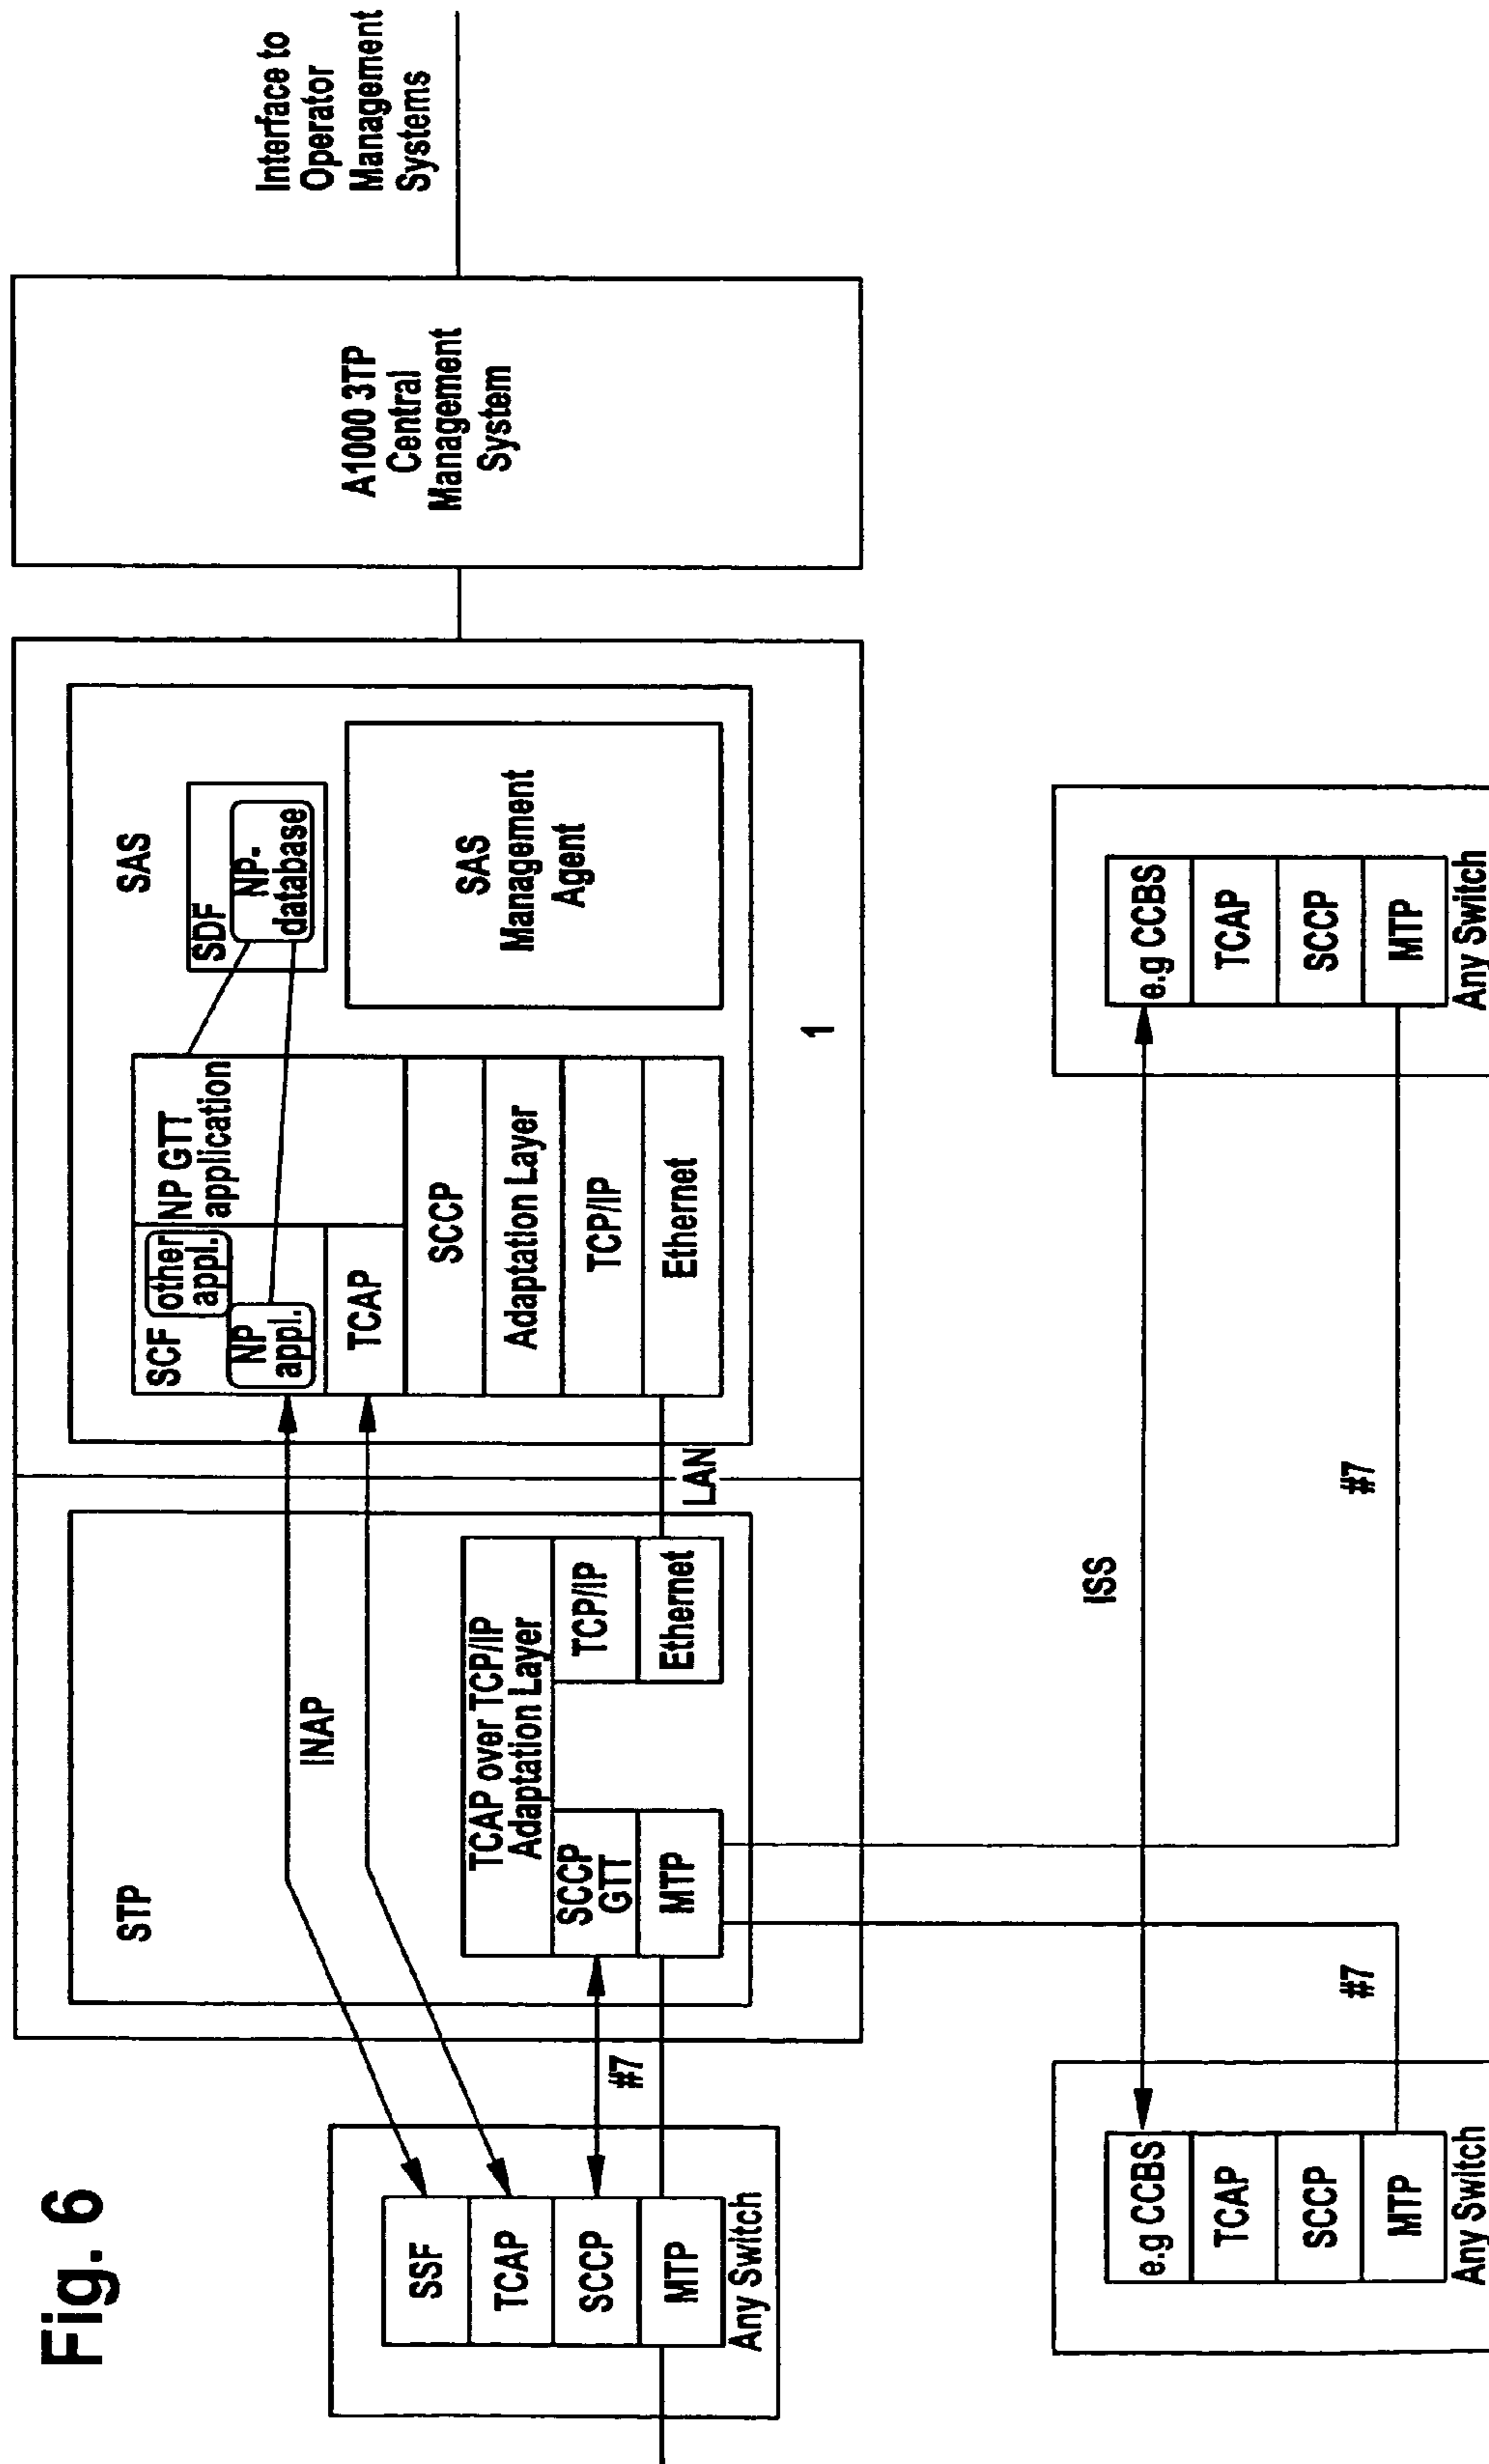 Fig. 6
SSF
TCAP
SCCP
MTP
Any Switch
#7
STP
INAP
TCAP over TCP/IP
Adaptation Layer
SCCP
GTT
TCP/IP
MTP
Ethernet
LAN
SAS
SCF
other
appl.
NP
appl.
NP GTT
application
TCAP
SCCP
Adaptation Layer
TCP/IP
Ethernet
SDF
NP-
database
SAS
Management
Agent
1
A1000 3TP
Central
Management
System
Interface to
Operator
Management
Systems
e.g CCBS
TCAP
SCCP
MTP
Any Switch
#7
ISS
#7
e.g CCBS
TCAP
SCCP
MTP
Any Switch